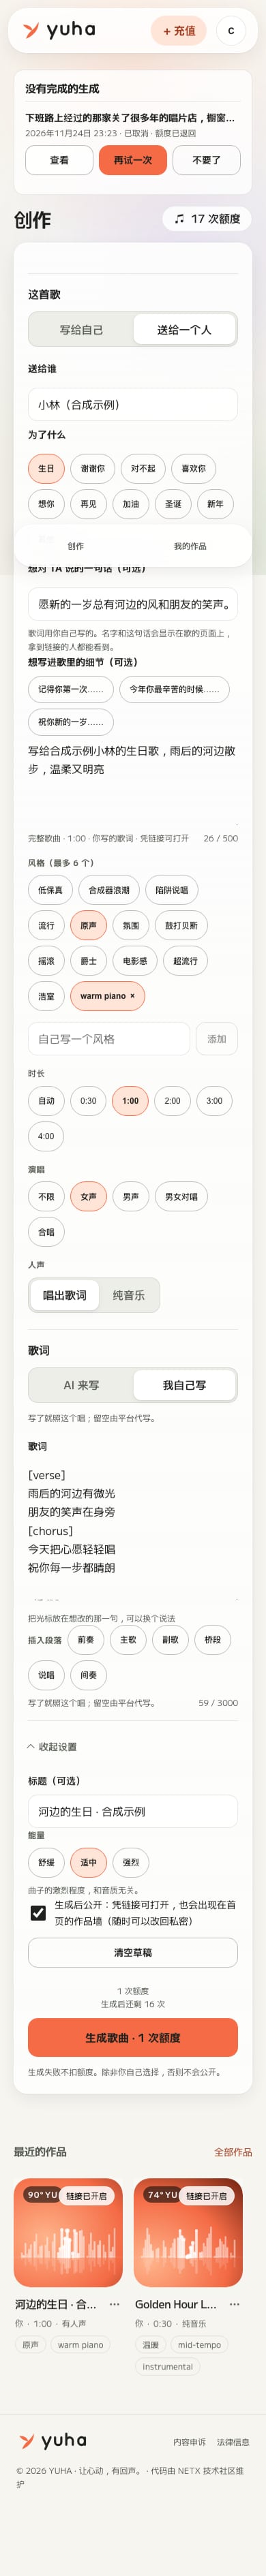 yuha
+ 充值
C
没有完成的生成
下班路上经过的那家关了很多年的唱片店，橱窗...
2026年11月24日 23:23 · 已取消 · 额度已退回
查看
再试一次
不要了
创作
17 次额度
这首歌
写给自己
送给一个人
送给谁
小林（合成示例）
为了什么
生日
谢谢你
对不起
喜欢你
想你
再见
加油
圣诞
新年
创作
我的作品
想对 TA 说的一句话（可选）
愿新的一岁总有河边的风和朋友的笑声。
歌词用你自己写的。名字和这句话会显示在歌的页面上，
拿到链接的人都能看到。
想写进歌里的细节（可选）
记得你第一次……
今年你最辛苦的时候……
祝你新的一岁……
写给合成示例小林的生日歌，雨后的河边散
步，温柔又明亮
完整歌曲 · 1:00 · 你写的歌词 · 凭链接可打开
26 / 500
风格（最多 6 个）
低保真
合成器浪潮
陷阱说唱
流行
原声
氛围
鼓打贝斯
摇滚
爵士
电影感
超流行
浩室
warm piano ×
自己写一个风格
添加
时长
自动
0:30
1:00
2:00
3:00
4:00
演唱
不限
女声
男声
男女对唱
合唱
人声
唱出歌词
纯音乐
歌词
AI 来写
我自己写
写了就照这个唱；留空由平台代写。
歌词
[verse]
雨后的河边有微光
朋友的笑声在身旁
[chorus]
今天把心愿轻轻唱
祝你每一步都晴朗
把光标放在想改的那一句，可以换个说法
插入段落
前奏
主歌
副歌
桥段
说唱
间奏
写了就照这个唱；留空由平台代写。
59 / 3000
收起设置
标题（可选）
河边的生日 · 合成示例
能量
舒缓
适中
强烈
曲子的激烈程度，和音质无关。
生成后公开：凭链接可打开，也会出现在首
页的作品墙（随时可以改回私密）
清空草稿
1 次额度
生成后还剩 16 次
生成歌曲 · 1 次额度
生成失败不扣额度。除非你自己选择，否则不会公开。
最近的作品
全部作品
90° YU
链接已开启
74° YU
链接已开启
河边的生日 · 合...
···
Golden Hour L...
···
你 · 1:00 · 有人声
你 · 0:30 · 纯音乐
原声
warm piano
温暖
mid-tempo
instrumental
yuha
内容申诉
法律信息
© 2026 YUHA · 让心动，有回声。 · 代码由 NETX 技术社区维
护